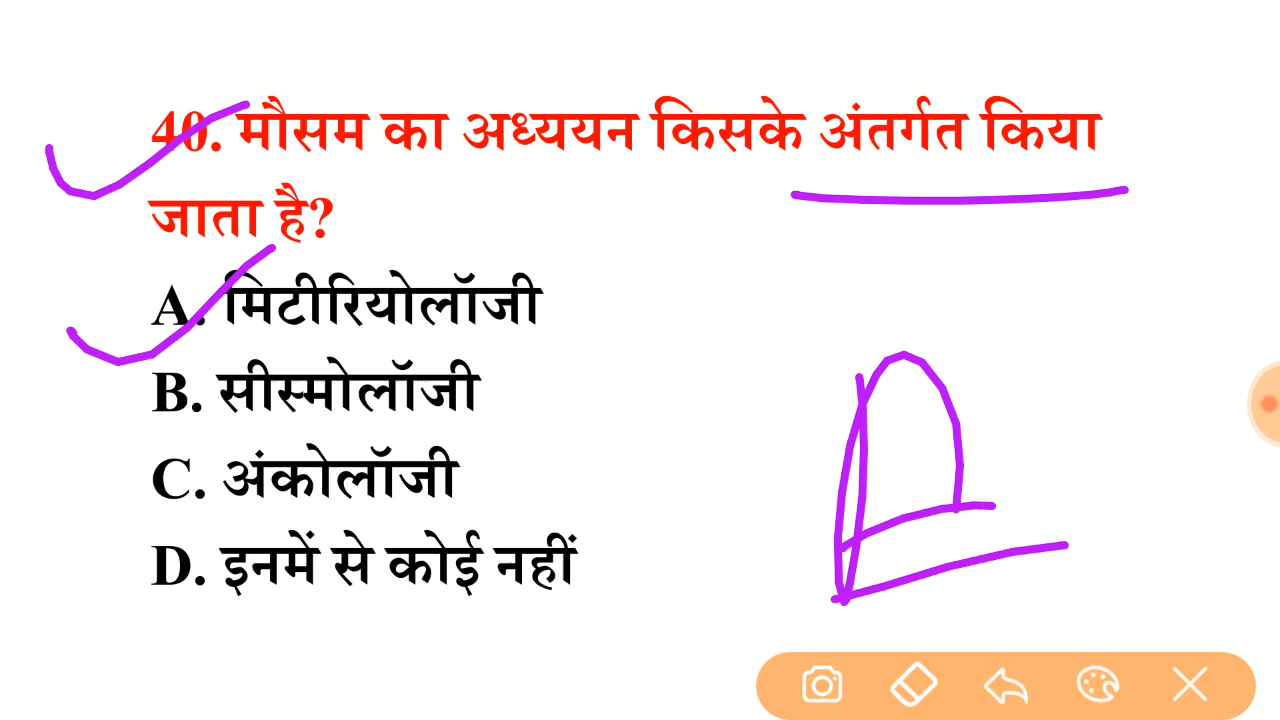 40. मौसम का अध्ययन किसके अंतर्गत किया
जाता है?
A. मिटीरियोलॉजी
B. सीस्मोलॉजी
C. अंकोलॉजी
D. इनमें से कोई नहीं